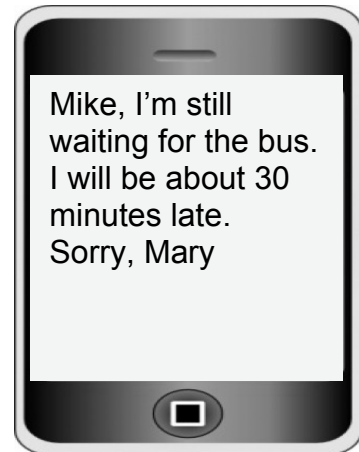 Mike, I'm still
waiting for the bus.
I will be about 30
minutes late.
Sorry, Mary